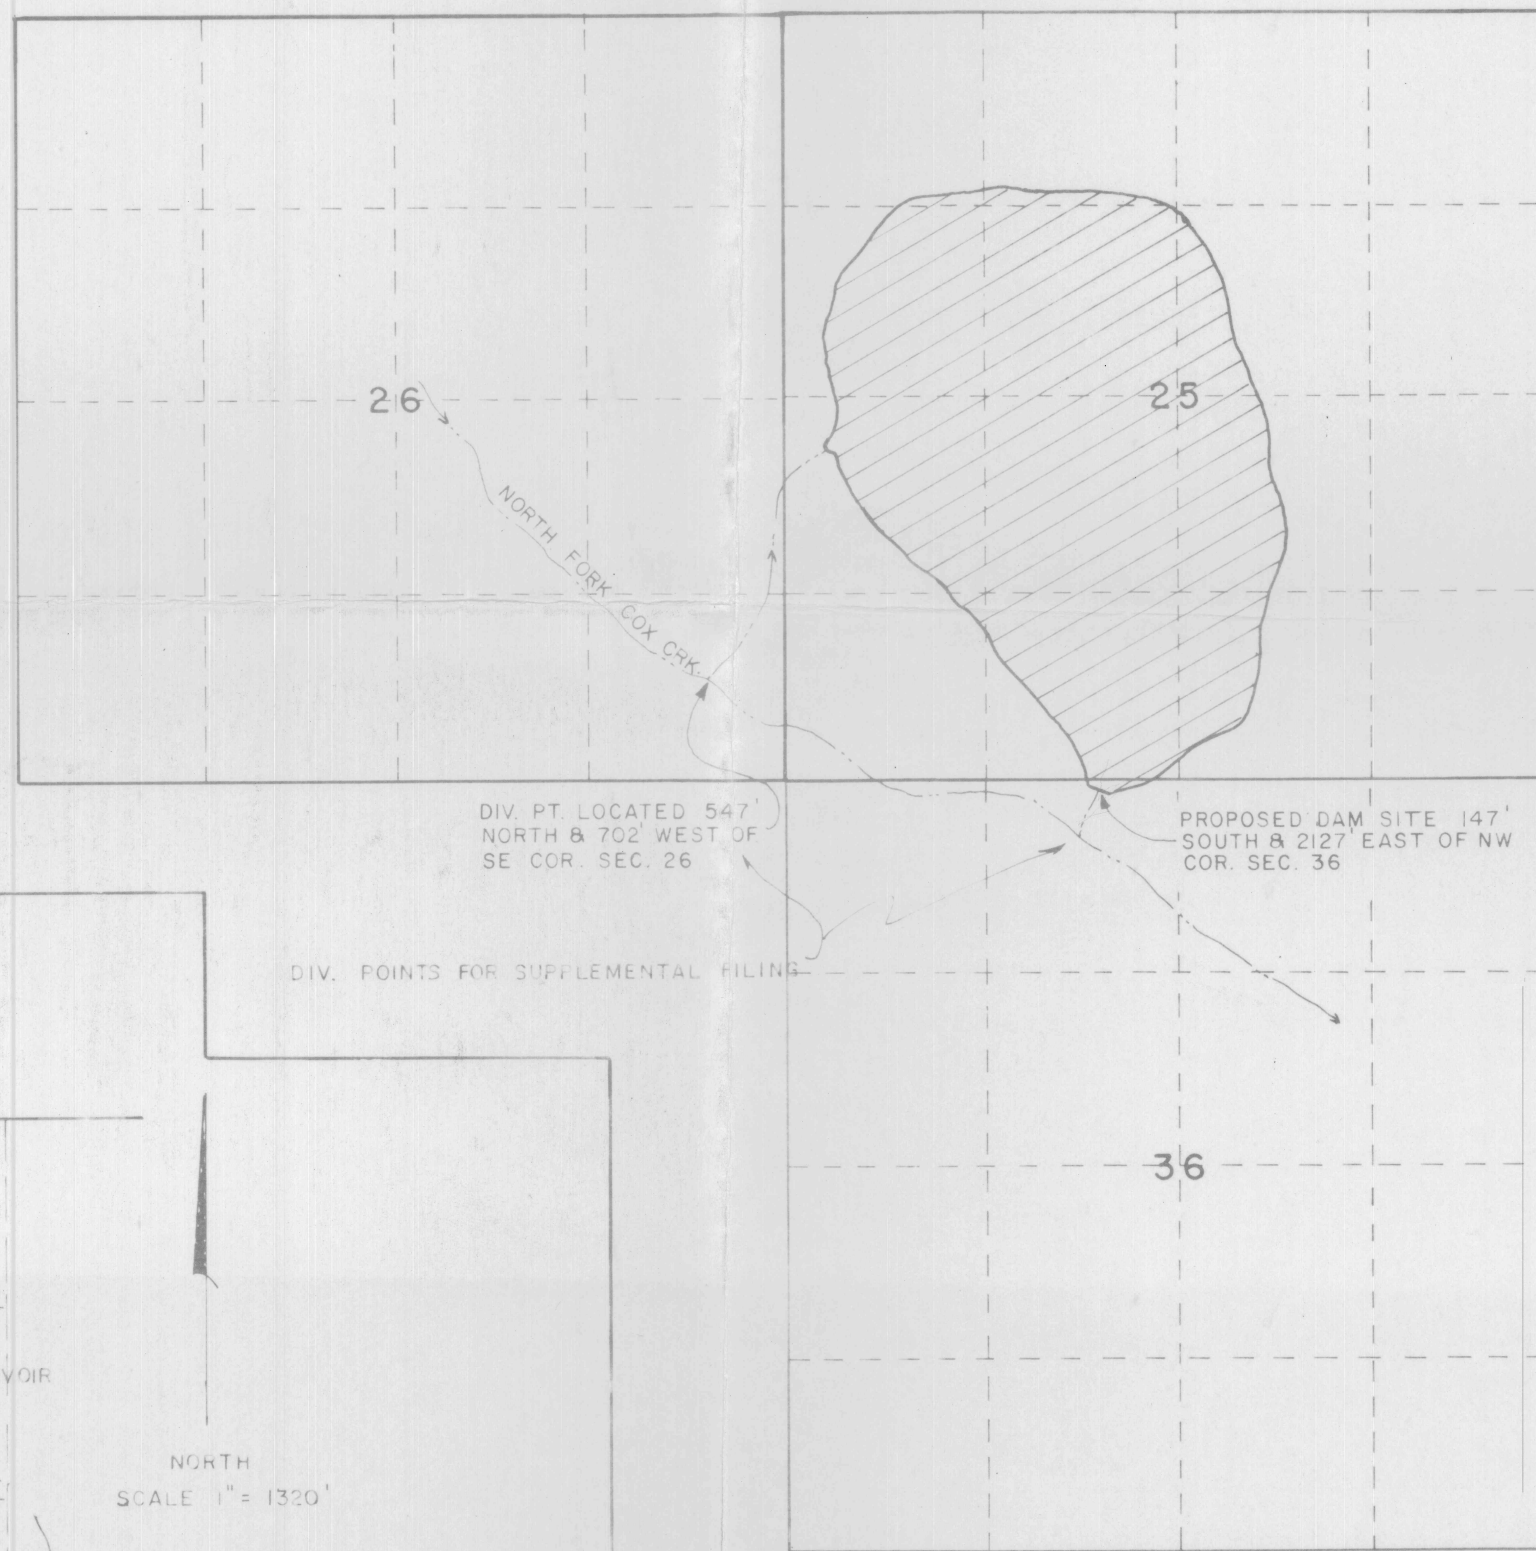 26
25
NORTH FORK COX CRK.
DIV. PT. LOCATED 547'
NORTH & 702' WEST OF
SE COR. SEC. 26
PROPOSED DAM SITE 147'
SOUTH & 2127' EAST OF NW
COR. SEC. 36
DIV. POINTS FOR SUPPLEMENTAL FILING
36
VOIR
NORTH
SCALE 1" = 1320'